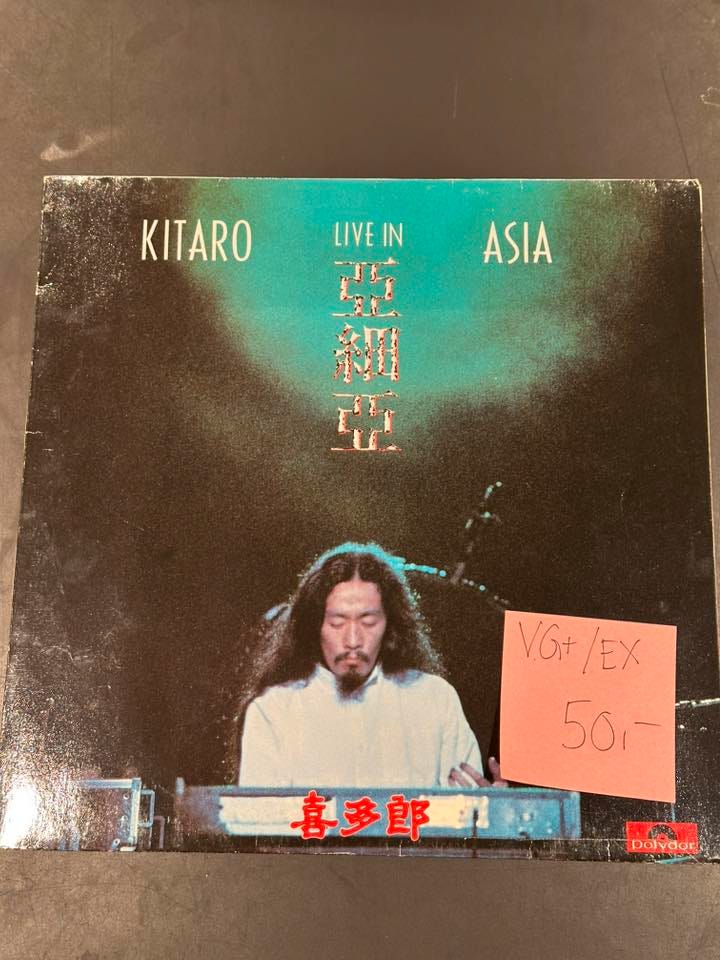 KITARO LIVE IN ASIA
亞
細
亞
V.G+/EX
50,-
喜多郎
polydor